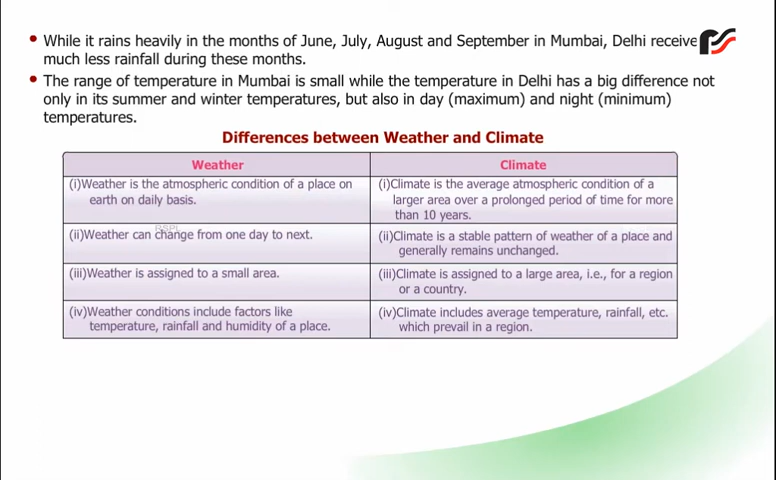 • While it rains heavily in the months of June, July, August and September in Mumbai, Delhi receive
much less rainfall during these months.
• The range of temperature in Mumbai is small while the temperature in Delhi has a big difference not
only in its summer and winter temperatures, but also in day (maximum) and night (minimum)
temperatures.
Differences between Weather and Climate
Weather
Climate
(i)Weather is the atmospheric condition of a place on
earth on daily basis.
(i)Climate is the average atmospheric condition of a
larger area over a prolonged period of time for more
than 10 years.
(ii)Weather can change from one day to next.
(ii)Climate is a stable pattern of weather of a place and
generally remains unchanged.
(iii)Weather is assigned to a small area.
(iii)Climate is assigned to a large area, i.e., for a region
or a country.
(iv)Weather conditions include factors like
temperature, rainfall and humidity of a place.
(iv)Climate includes average temperature, rainfall, etc.
which prevail in a region.